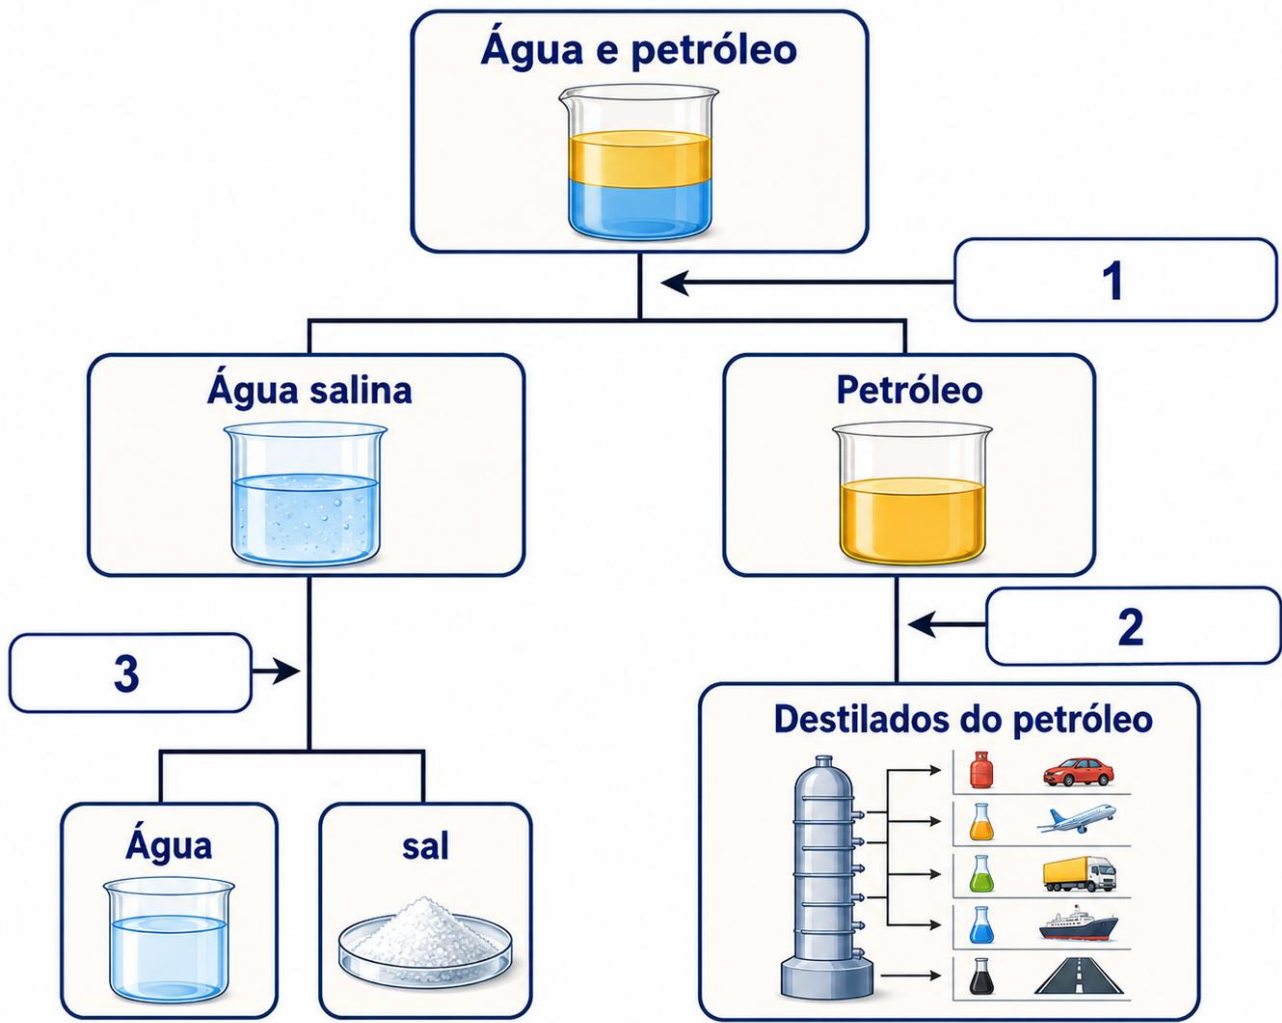 Água e petróleo
1
Água salina
Petróleo
2
3
Destilados do petróleo
Água
sal